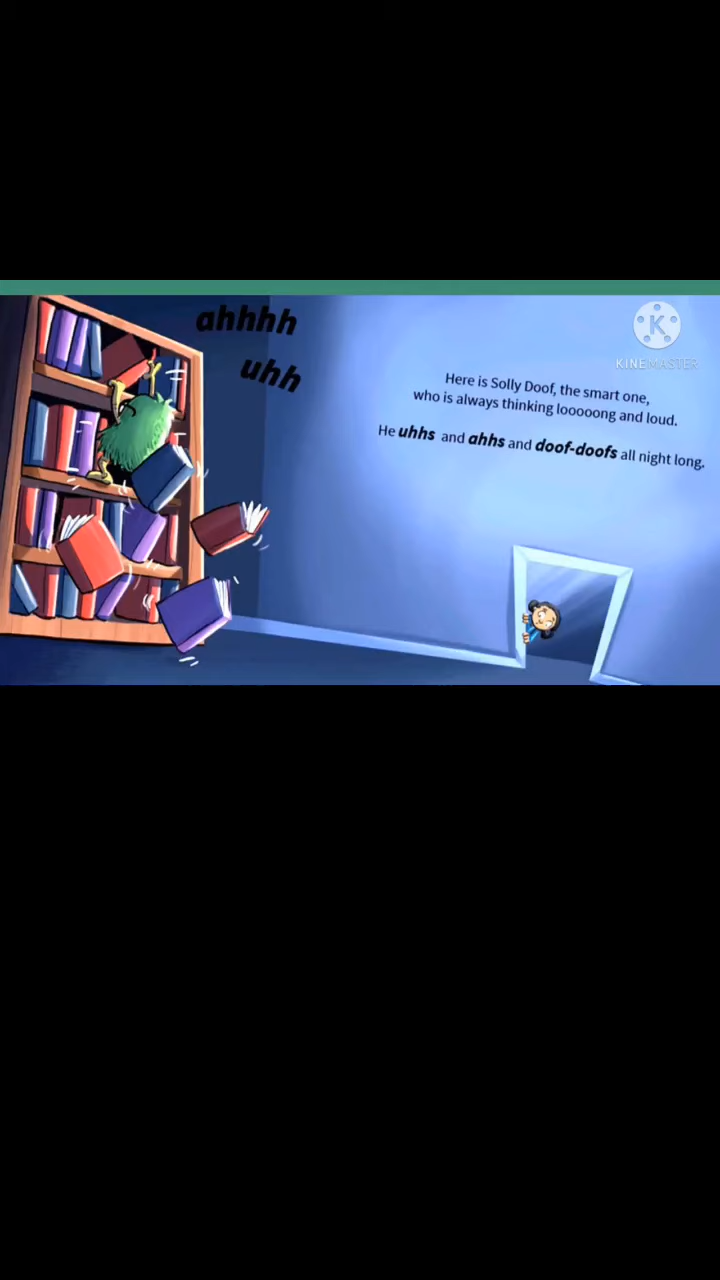 ahhhh
uhh
K
KINEMASTER
Here is Solly Doof, the smart one,
who is always thinking looooong and loud.
He uhhs and ahhs and doof-doofs all night long.